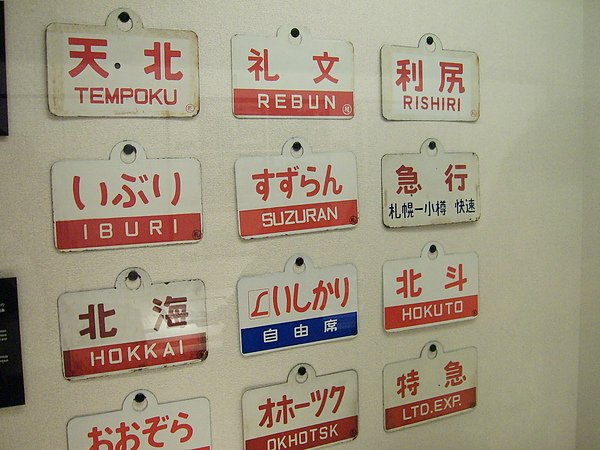 天北
TEMPOKU
礼文
REBUN
利尻
RISHIRI
いぶり
IBURI
すずらん
SUZURAN
急行
札幌ー小樽 快速
北海
HOKKAI
Lいしかり
自由席
北斗
HOKUTO
おおぞら
オホーツク
OKHOTSK
特急
LTD.EXP.